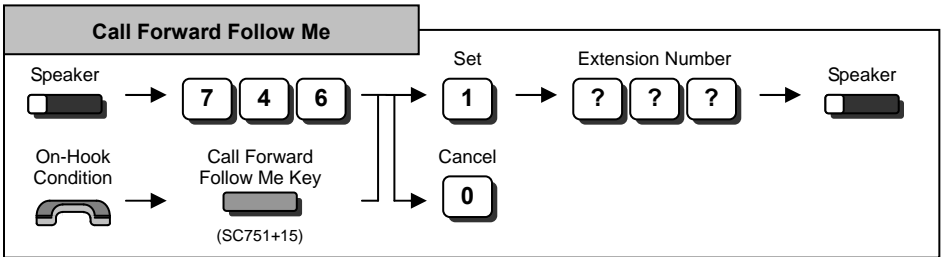 Call Forward Follow Me
Set
Extension Number
Speaker
Speaker
7 4 6
1
? ? ?
On-Hook
Condition
Call Forward
Follow Me Key
Cancel
0
(SC751+15)